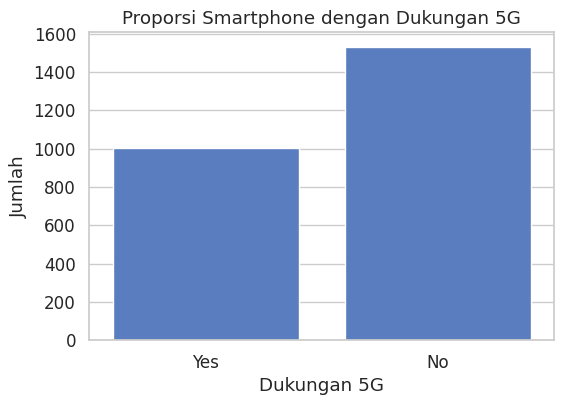 Proporsi Smartphone dengan Dukungan 5G
1600
1400
1200
1000
800
600
400
200
0
Jumlah
Yes
No
Dukungan 5G